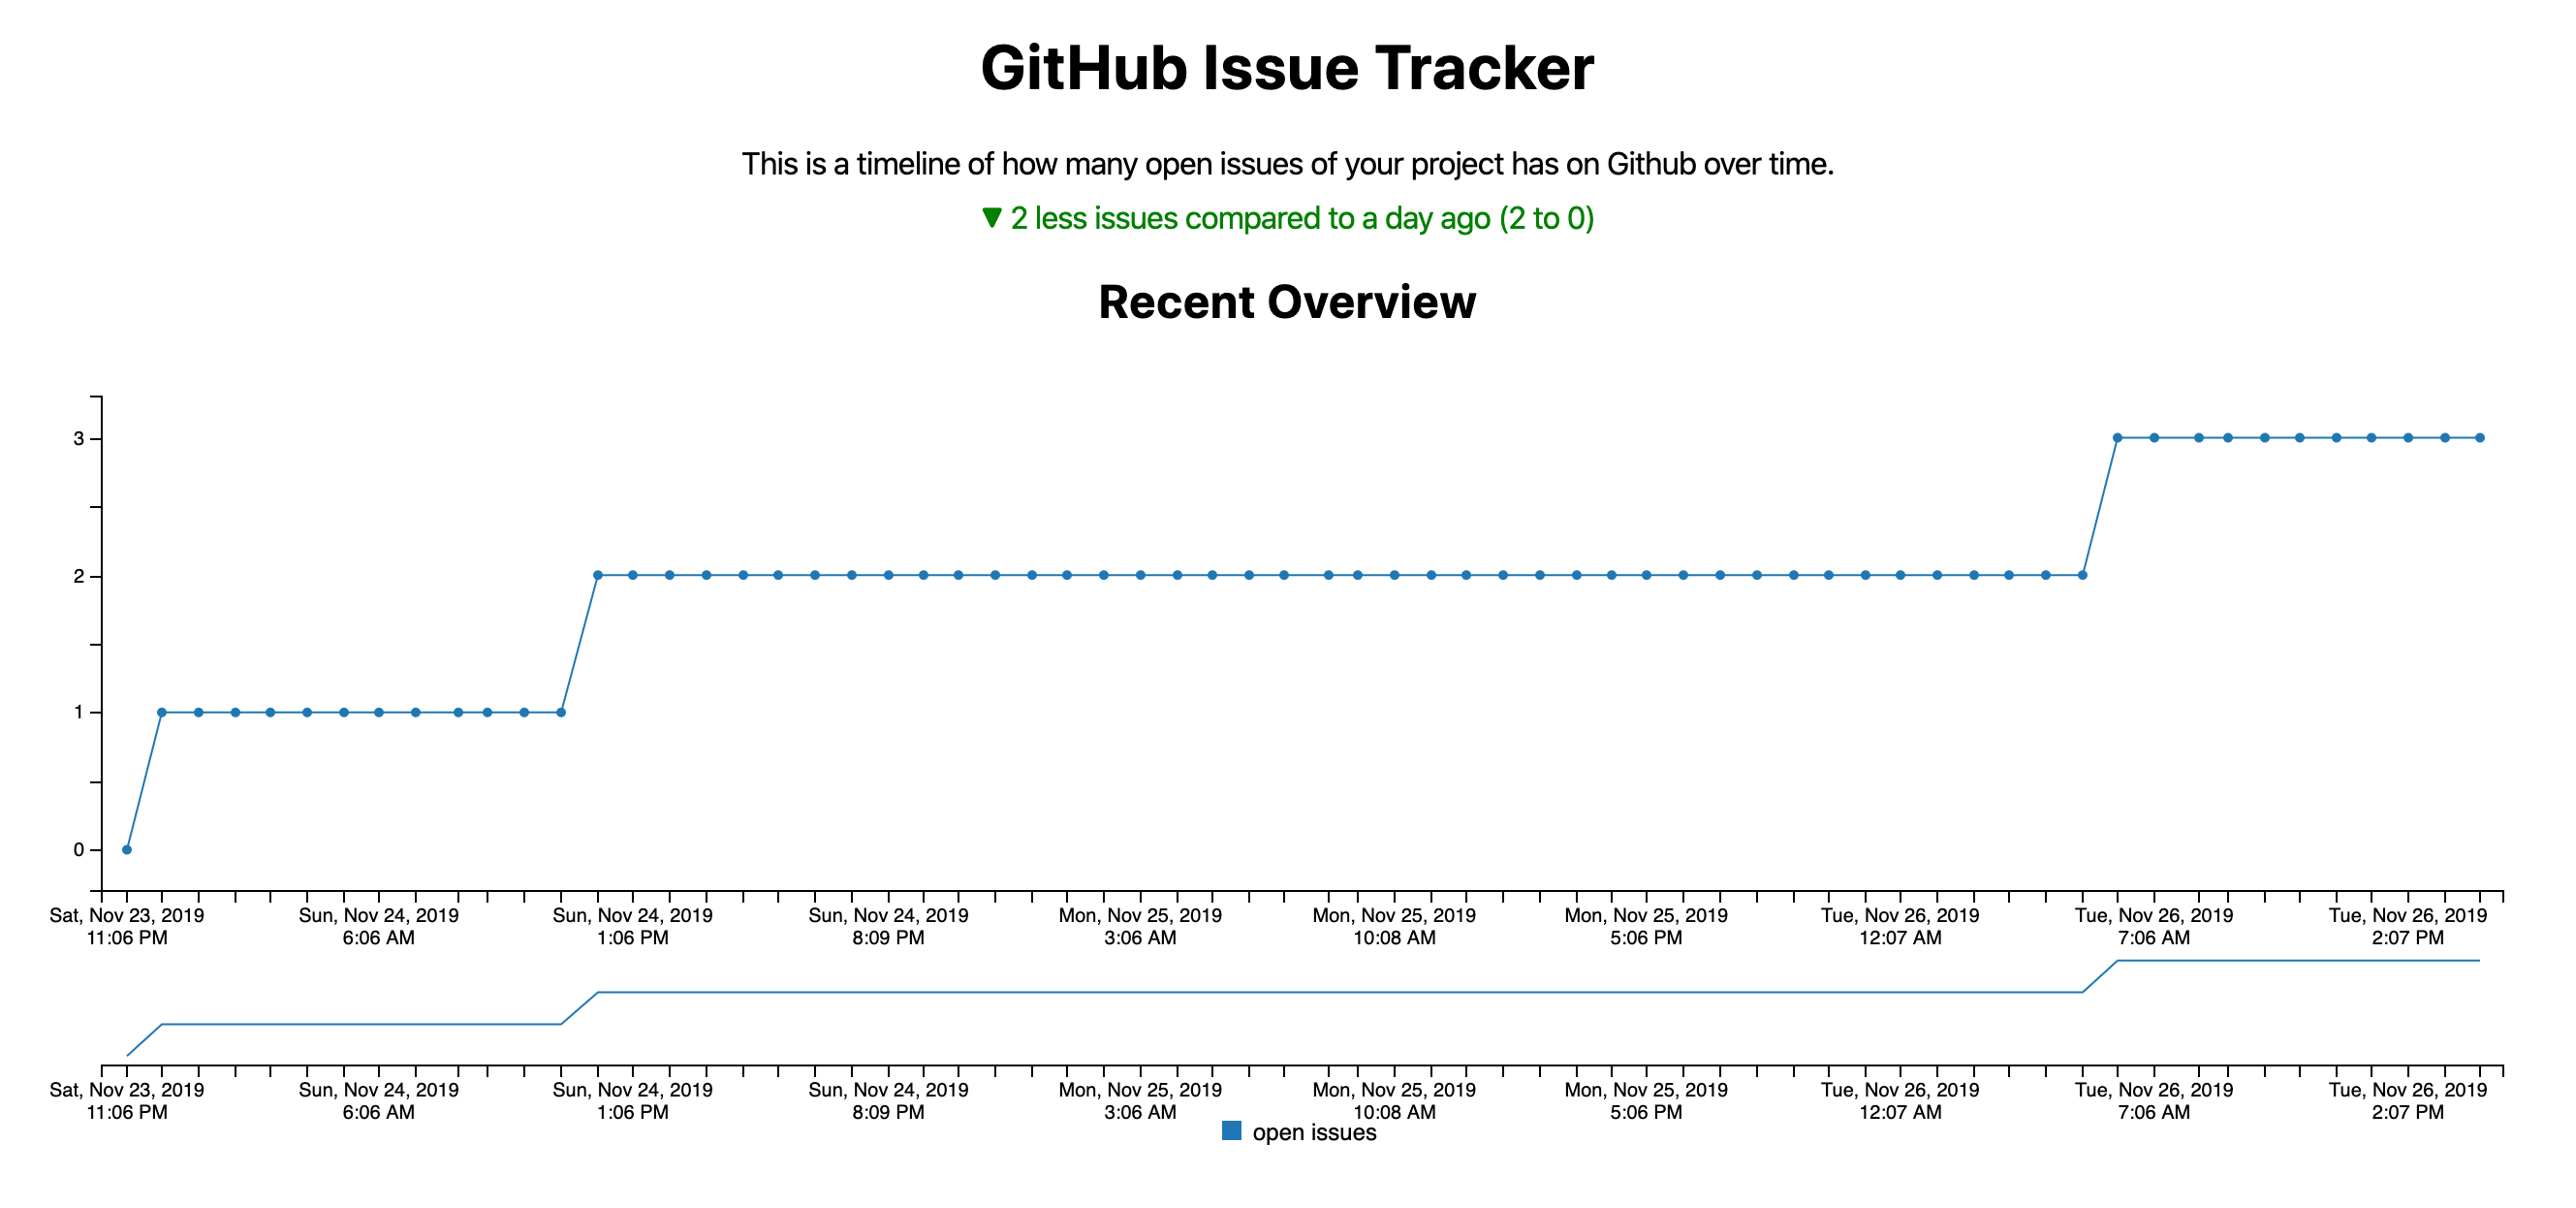 GitHub Issue Tracker
This is a timeline of how many open issues of your project has on Github over time.
▼ 2 less issues compared to a day ago (2 to 0)
Recent Overview
3
2
1
0
Sat, Nov 23, 2019 Sun, Nov 24, 2019 Sun, Nov 24, 2019 Sun, Nov 24, 2019 Mon, Nov 25, 2019 Mon, Nov 25, 2019 Mon, Nov 25, 2019 Tue, Nov 26, 2019 Tue, Nov 26, 2019 Tue, Nov 26, 2019
11:06 PM 6:06 AM 1:06 PM 8:09 PM 3:06 AM 10:08 AM 5:06 PM 12:07 AM 7:06 AM 2:07 PM
Sat, Nov 23, 2019 Sun, Nov 24, 2019 Sun, Nov 24, 2019 Sun, Nov 24, 2019 Mon, Nov 25, 2019 Mon, Nov 25, 2019 Mon, Nov 25, 2019 Tue, Nov 26, 2019 Tue, Nov 26, 2019 Tue, Nov 26, 2019
11:06 PM 6:06 AM 1:06 PM 8:09 PM 3:06 AM 10:08 AM 5:06 PM 12:07 AM 7:06 AM 2:07 PM
open issues